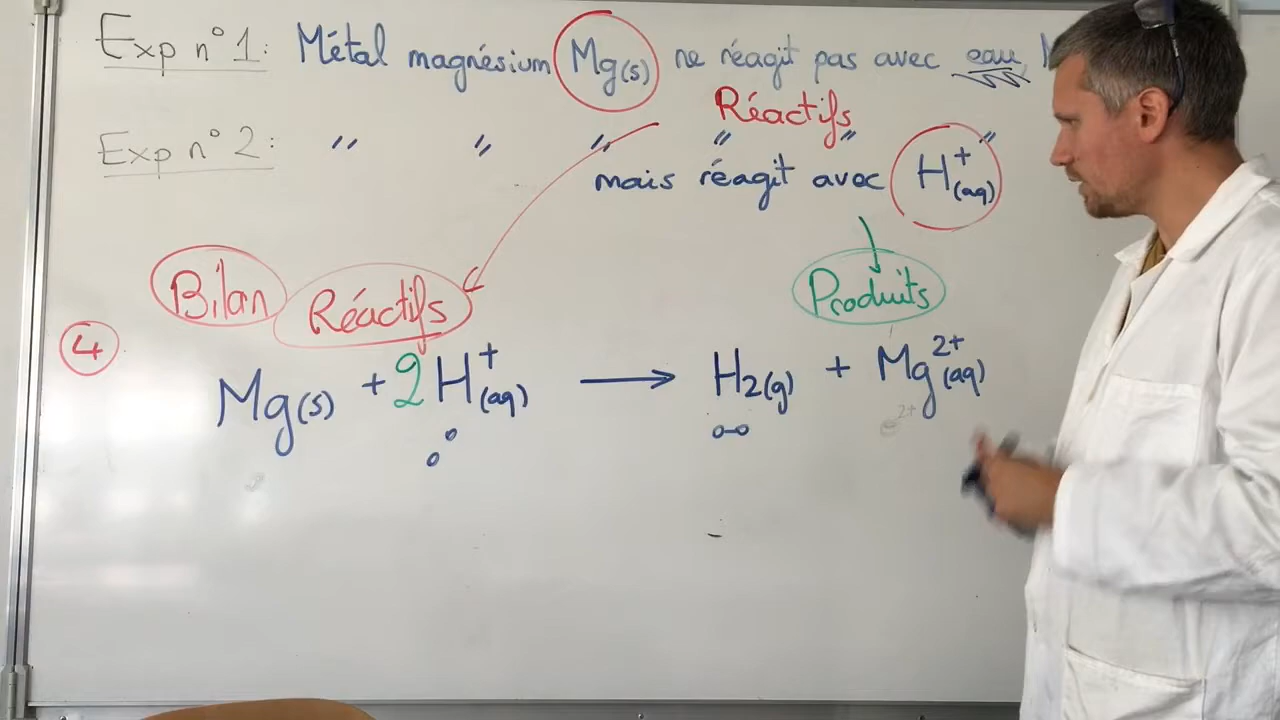 Exp n° 1: Métal magnésium Mg(s) ne réagit pas avec eau,
Réactifs
Exp n° 2: " " " " " "
mais réagit avec H⁺(aq)
Bilan Réactifs Produits
4
Mg(s) + 2 H⁺(aq) → H₂(g) + Mg²⁺(aq)
2+